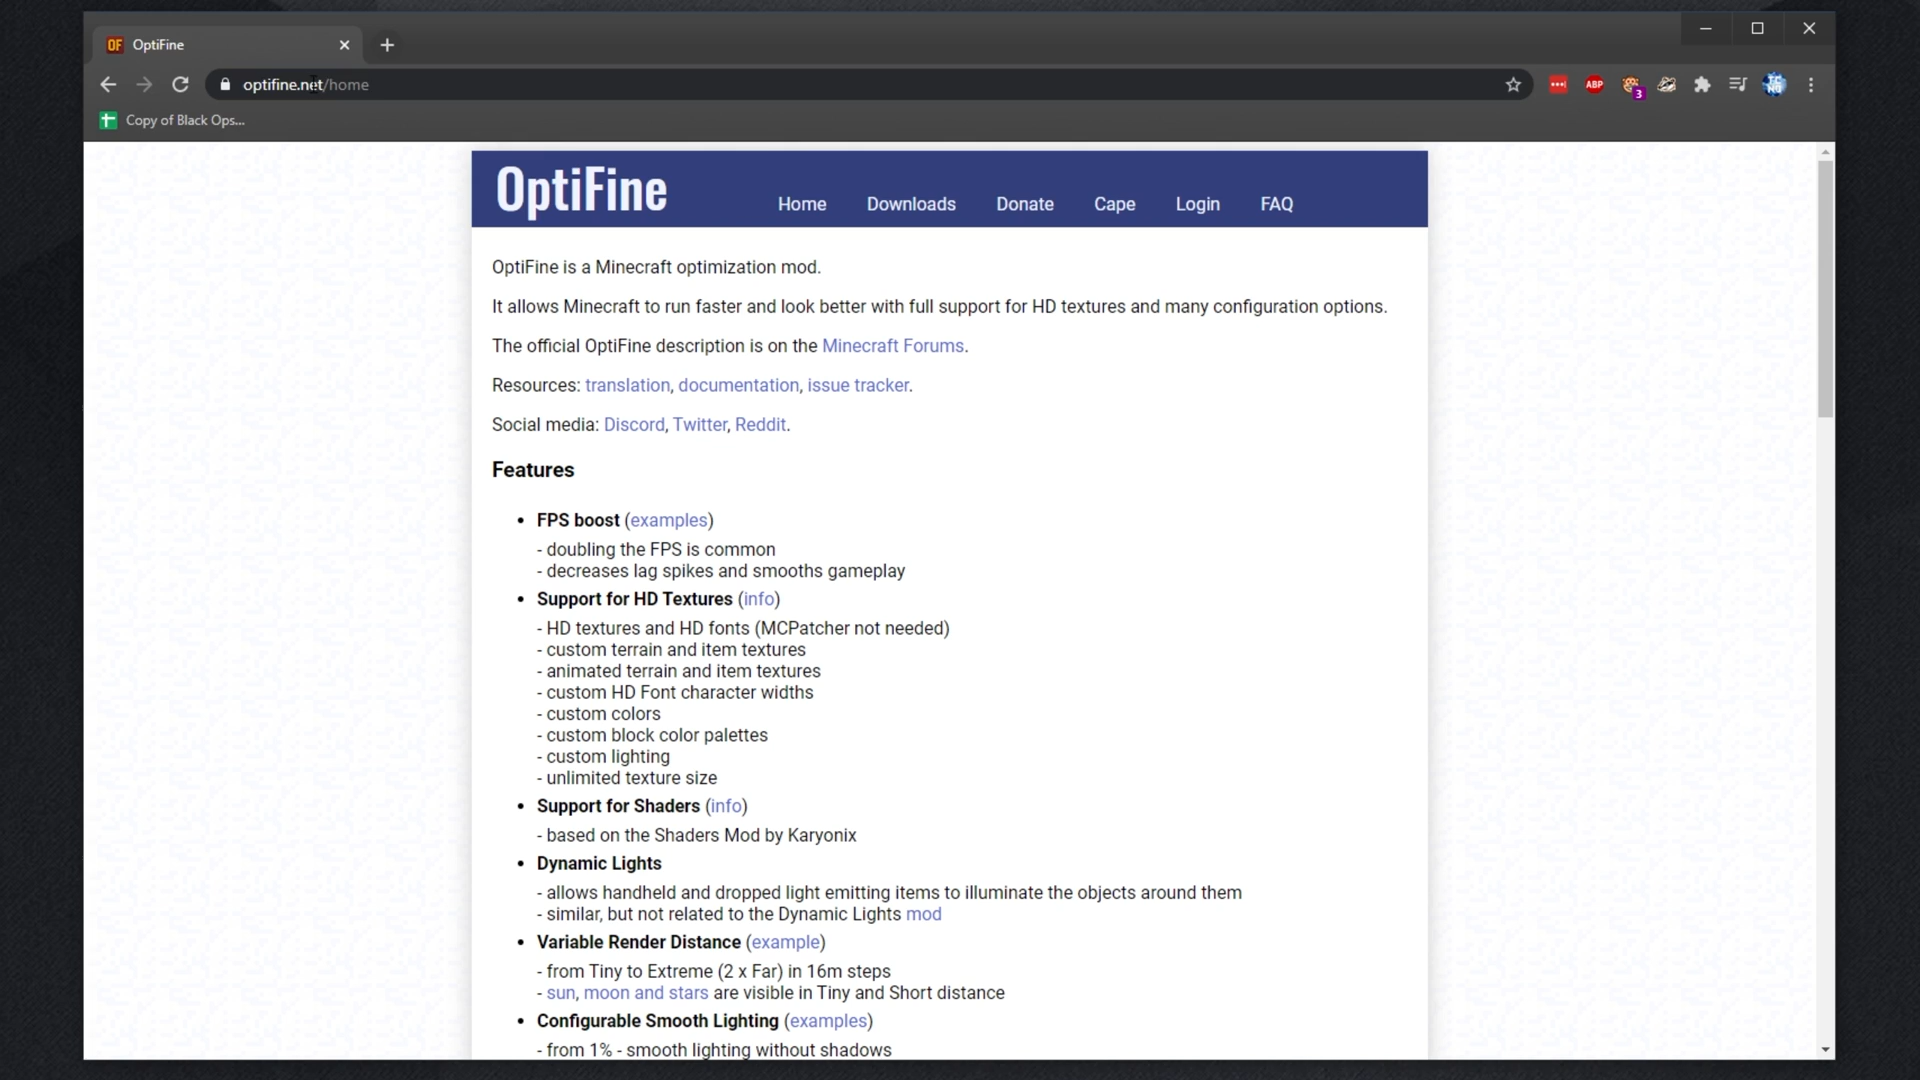 OF OptiFine
optifine.net/home
ABP
3
Copy of Black Ops...
OptiFine Home Downloads Donate Cape Login FAQ
OptiFine is a Minecraft optimization mod.
It allows Minecraft to run faster and look better with full support for HD textures and many configuration options.
The official OptiFine description is on the Minecraft Forums.
Resources: translation, documentation, issue tracker.
Social media: Discord, Twitter, Reddit.
Features
• FPS boost (examples)
- doubling the FPS is common
- decreases lag spikes and smooths gameplay
• Support for HD Textures (info)
- HD textures and HD fonts (MCPatcher not needed)
- custom terrain and item textures
- animated terrain and item textures
- custom HD Font character widths
- custom colors
- custom block color palettes
- custom lighting
- unlimited texture size
• Support for Shaders (info)
- based on the Shaders Mod by Karyonix
• Dynamic Lights
- allows handheld and dropped light emitting items to illuminate the objects around them
- similar, but not related to the Dynamic Lights mod
• Variable Render Distance (example)
- from Tiny to Extreme (2 x Far) in 16m steps
- sun, moon and stars are visible in Tiny and Short distance
• Configurable Smooth Lighting (examples)
- from 1% - smooth lighting without shadows